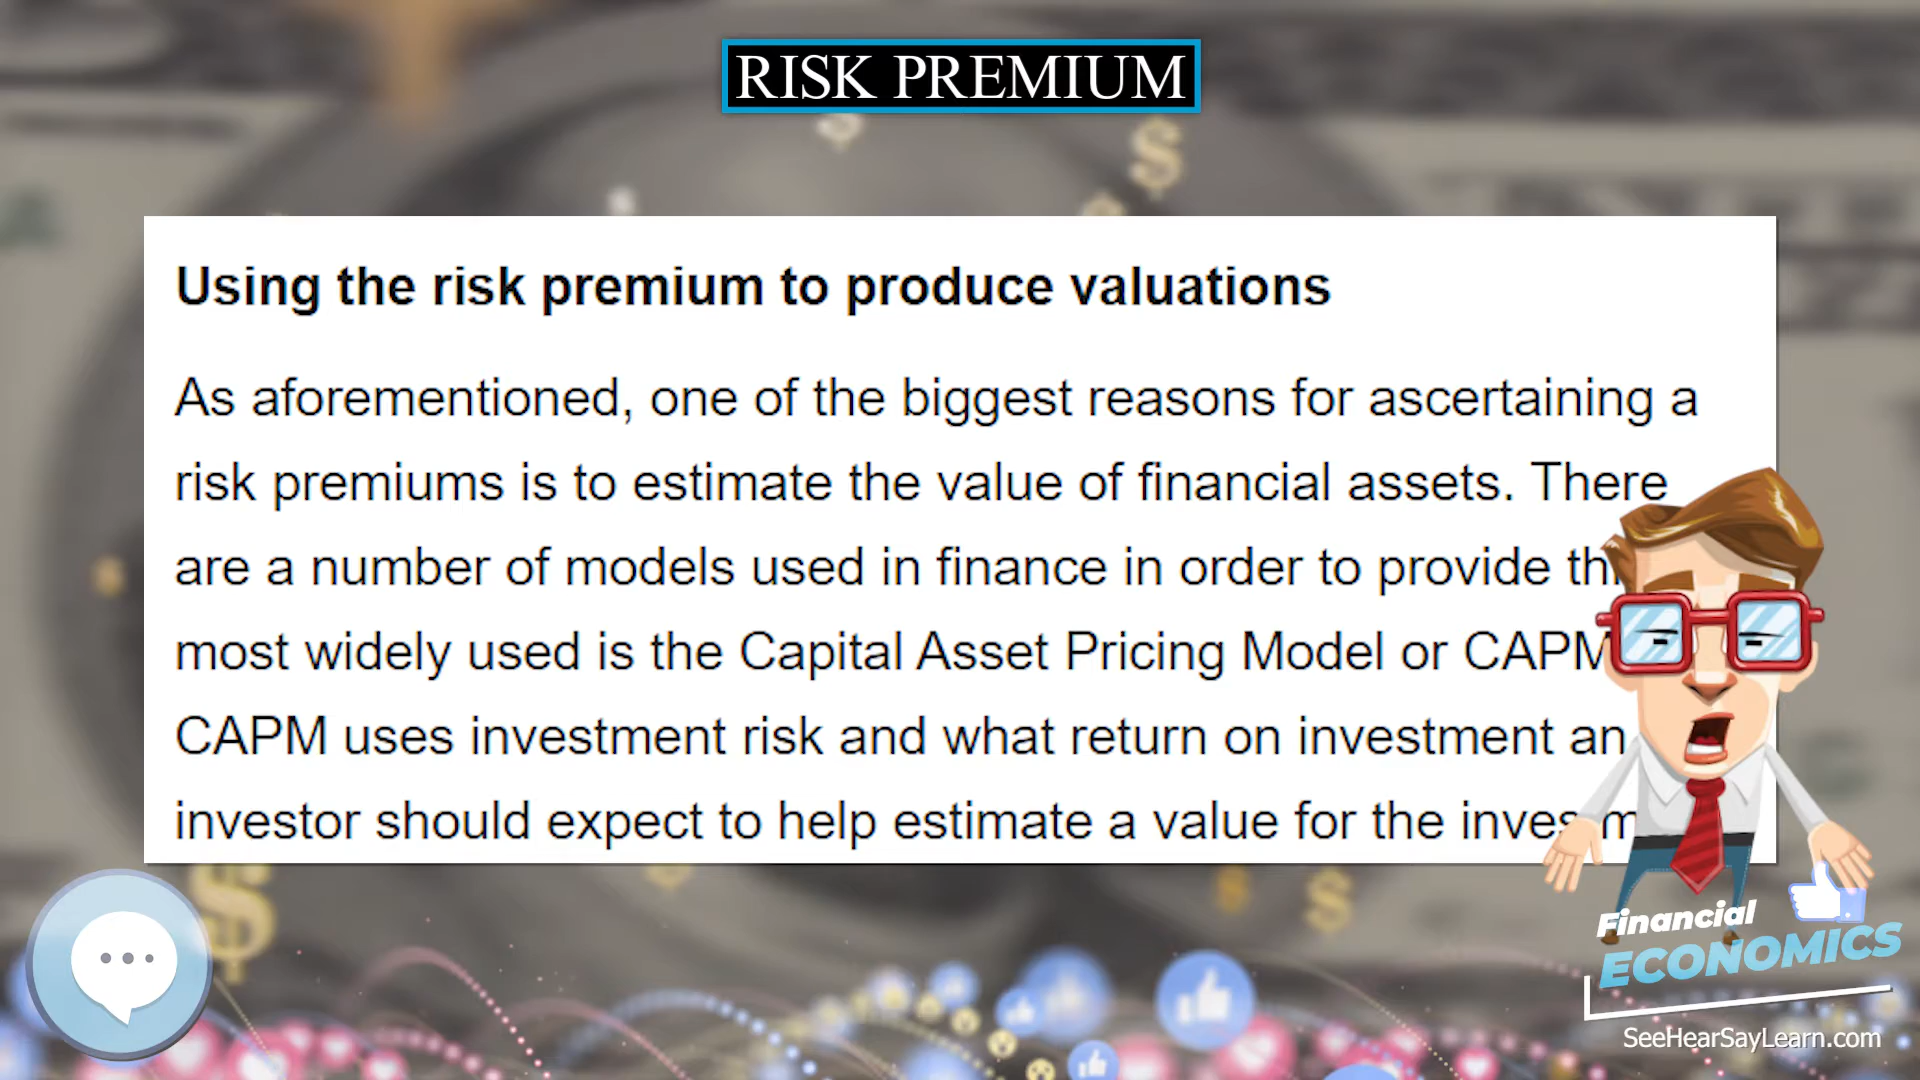 RISK PREMIUM
Using the risk premium to produce valuations
As aforementioned, one of the biggest reasons for ascertaining a
risk premiums is to estimate the value of financial assets. There
are a number of models used in finance in order to provide
most widely used is the Capital Asset Pricing Model or CAPM
CAPM uses investment risk and what return on investment an
investor should expect to help estimate a value for the
Financial
ECONOMICS
SeeHearSayLearn.com